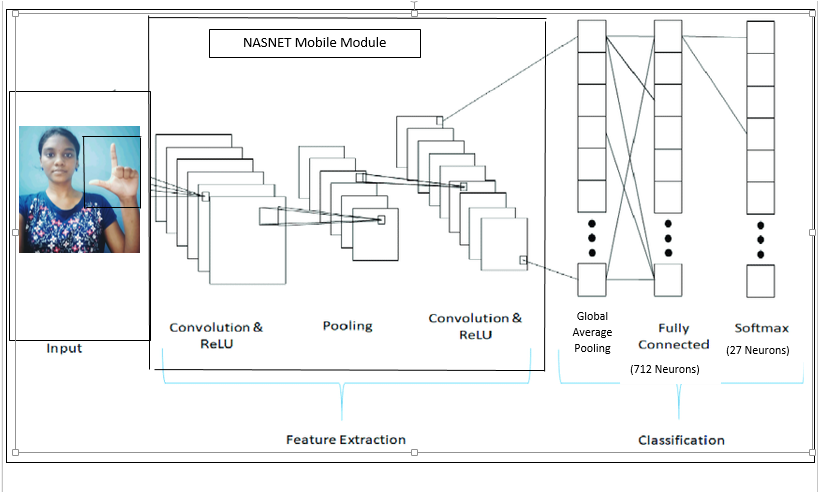 NASNET Mobile Module
Input
Convolution &
ReLU
Pooling
Convolution &
ReLU
Global
Average
Pooling
Fully
Connected
(712 Neurons)
Softmax
(27 Neurons)
Feature Extraction
Classification